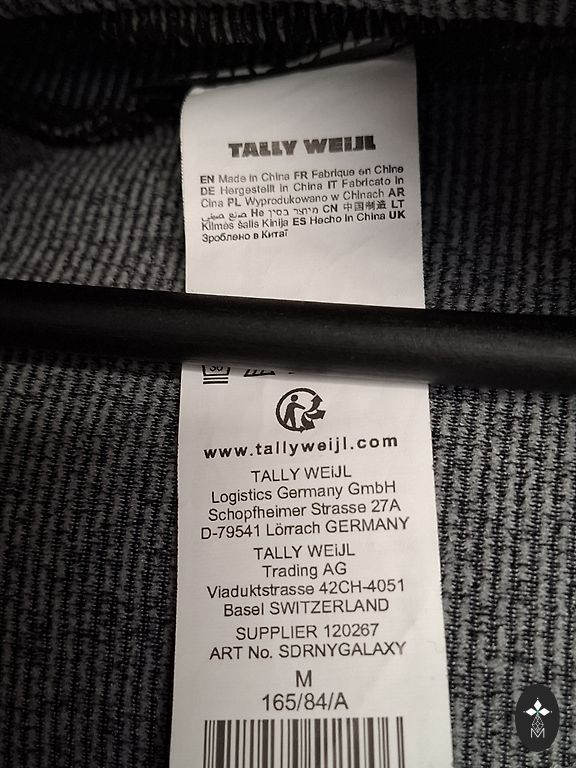 TALLY WEiJL
EN Made in China FR Fabrique en Chine
DE Hergestellt in China IT Fabricato in
Cina PL Wyprodukowano w Chinach AR
صنع صيني He מיוצר בסין CN 中国制造 LT
Kilmės šalis Kinija ES Hecho in China UK
Зроблено в Китаї
30
www.tallyweijl.com
TALLY WEiJL
Logistics Germany GmbH
Schopfheimer Strasse 27A
D-79541 Lörrach GERMANY
TALLY WEiJL
Trading AG
Viaduktstrasse 42CH-4051
Basel SWITZERLAND
SUPPLIER 120267
ART No. SDRNYGALAXY
M
165/84/A
M